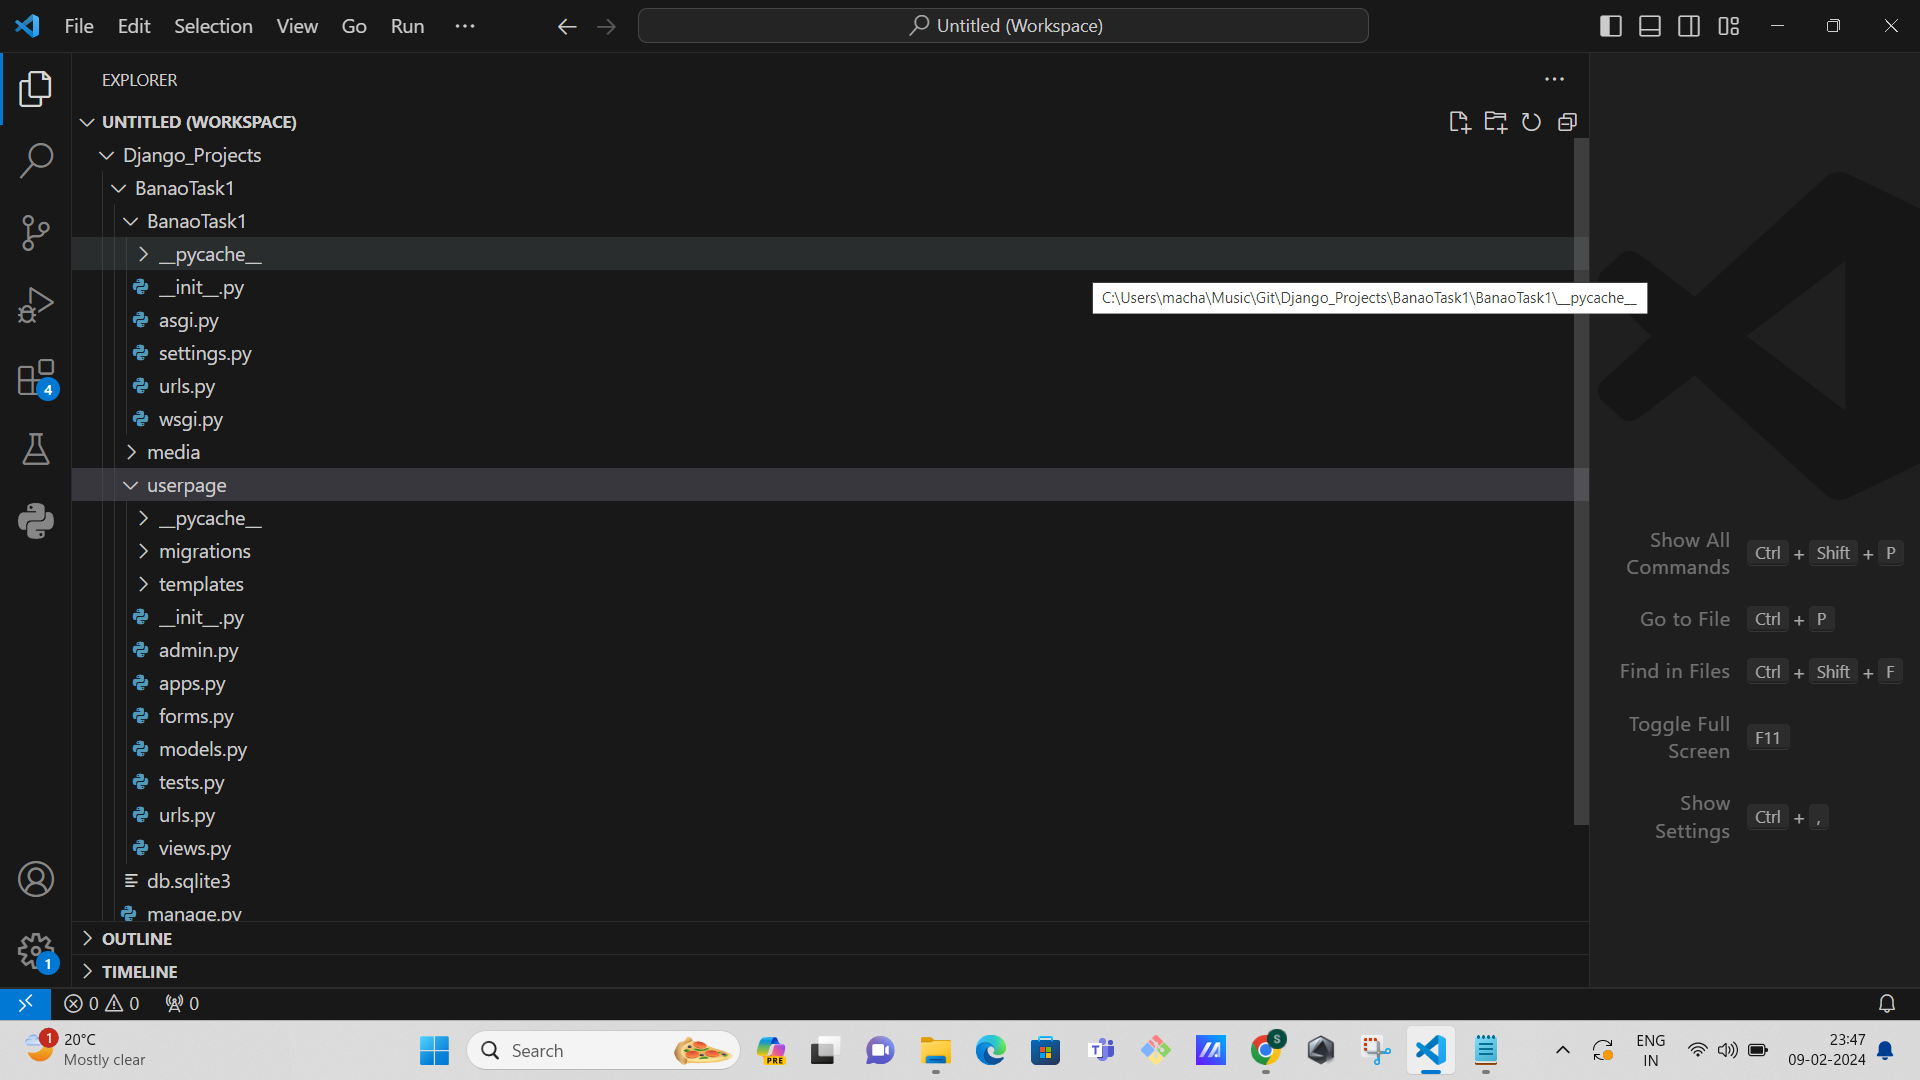 File Edit Selection View Go Run
Untitled (Workspace)
EXPLORER
UNTITLED (WORKSPACE)
Django_Projects
BanaoTask1
BanaoTask1
__pycache__
__init__.py
C:\Users\macha\Music\Git\Django_Projects\BanaoTask1\BanaoTask1\__pycache__
asgi.py
settings.py
urls.py
4
wsgi.py
media
userpage
__pycache__
migrations
templates
__init__.py
admin.py
apps.py
forms.py
models.py
tests.py
urls.py
views.py
db.sqlite3
manage.py
Show All Commands Ctrl + Shift + P
Go to File Ctrl + P
Find in Files Ctrl + Shift + F
Toggle Full Screen F11
Show Settings Ctrl + ,
OUTLINE
1
TIMELINE
0 0 0
1
20°C
Mostly clear
Search
PRE
S
ENG
IN
23:47
09-02-2024